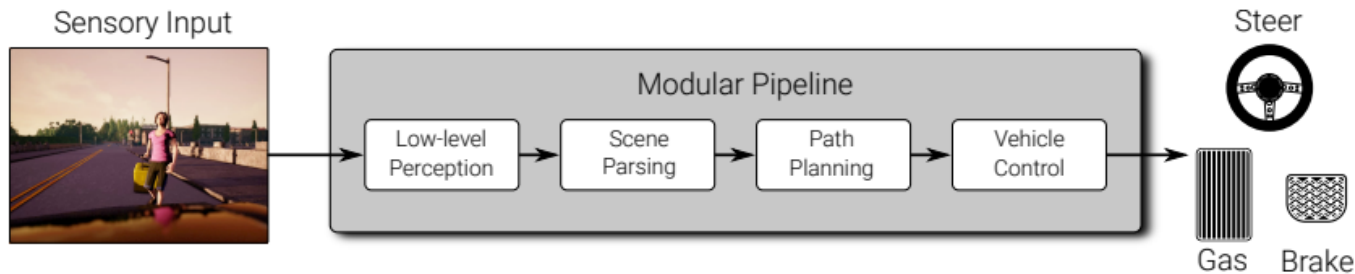 Sensory Input
Modular Pipeline
Low-level
Perception
Scene
Parsing
Path
Planning
Vehicle
Control
Steer
Gas
Brake